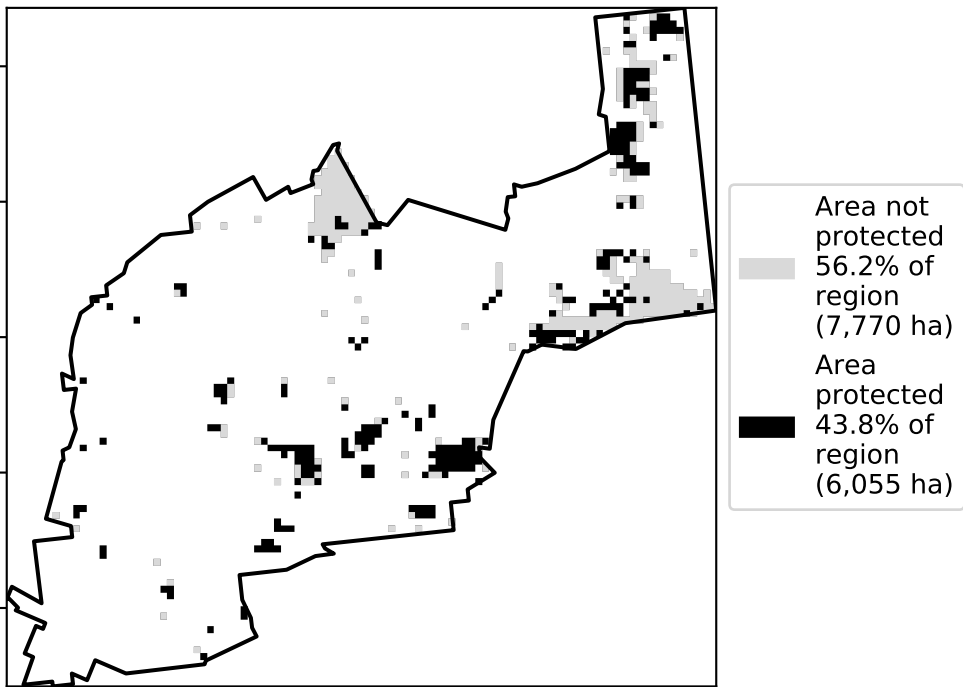 Area not
protected
56.2% of
region
(7,770 ha)
Area
protected
43.8% of
region
(6,055 ha)